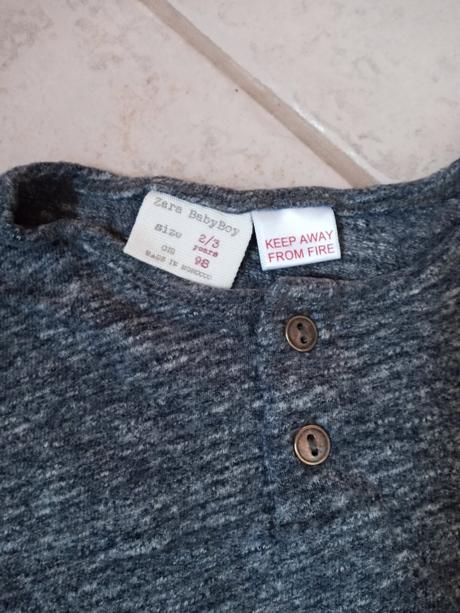 Zara BabyBoy
size 2/3
years
cm 98
MADE IN MOROCCO
KEEP AWAY
FROM FIRE